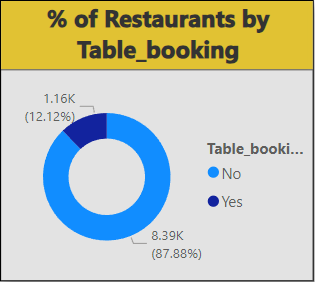 % of Restaurants by
Table_booking
1.16K
(12.12%)
Table_booki...
No
Yes
8.39K
(87.88%)